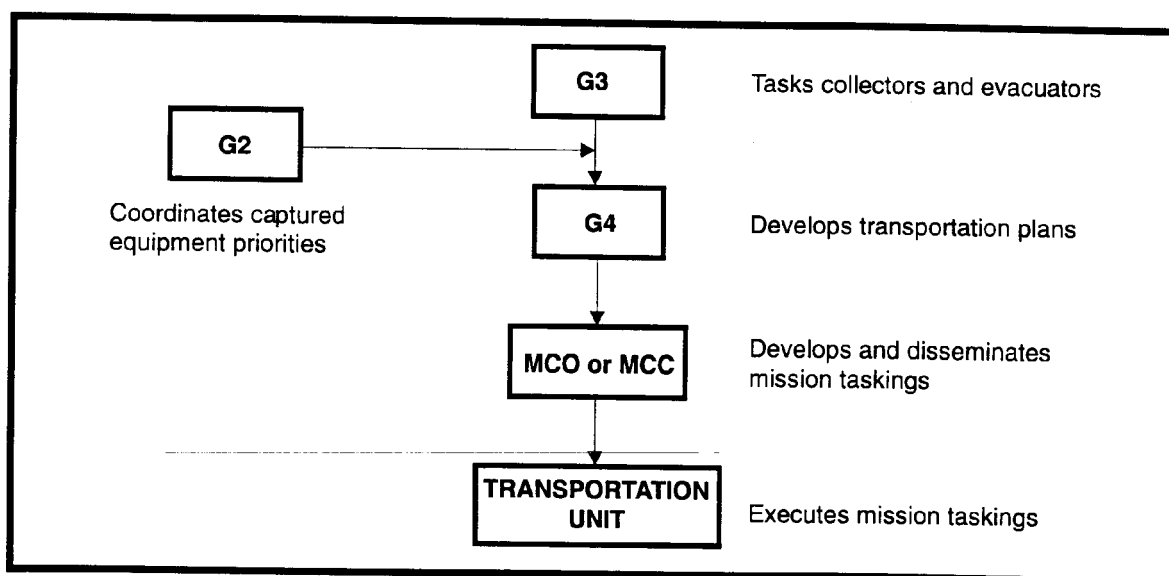 G3
Tasks collectors and evacuators
G2
Coordinates captured
equipment priorities
G4
Develops transportation plans
MCO or MCC
Develops and disseminates
mission taskings
TRANSPORTATION
UNIT
Executes mission taskings